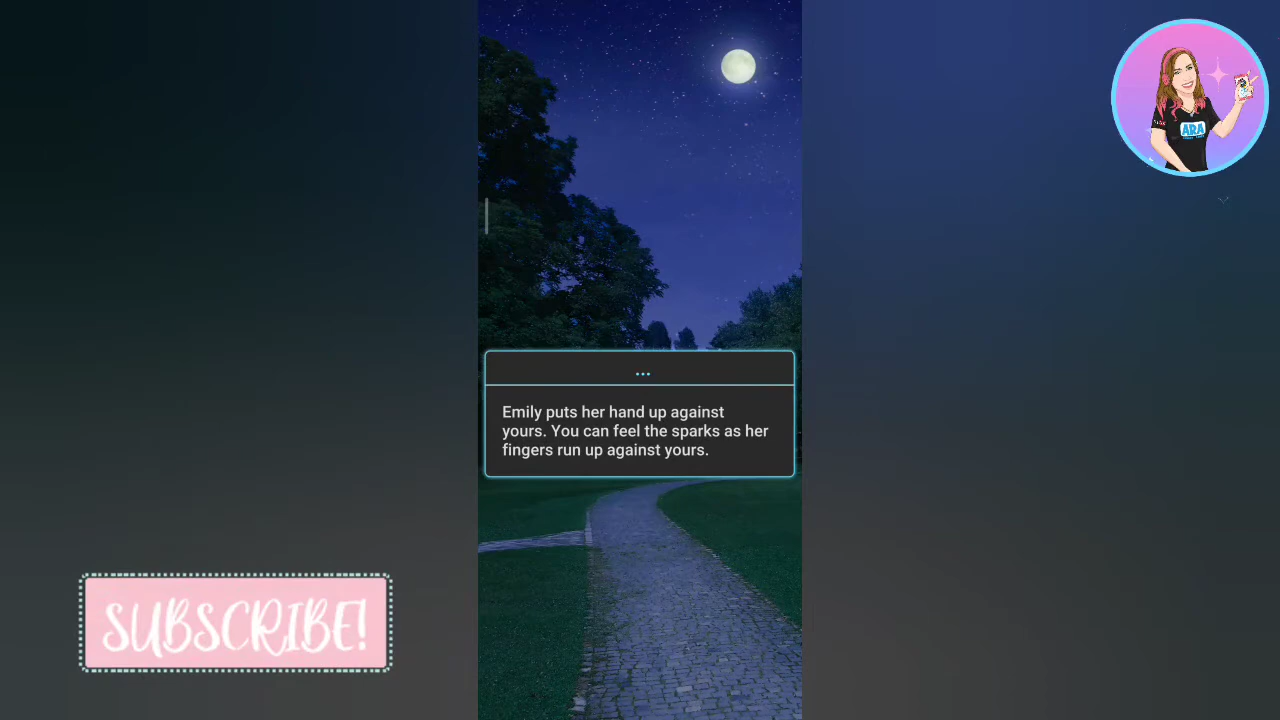 ARA
...
Emily puts her hand up against
yours. You can feel the sparks as her
fingers run up against yours.
SUBSCRIBE!